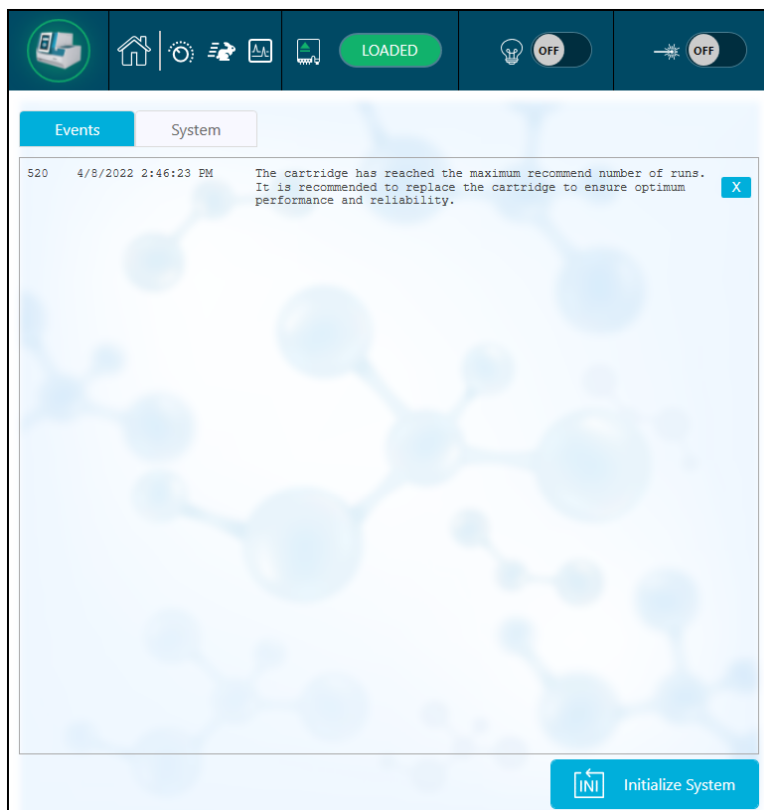 LOADED
OFF
OFF
Events
System
520 4/8/2022 2:46:23 PM The cartridge has reached the maximum recommend number of runs.
It is recommended to replace the cartridge to ensure optimum
performance and reliability.
X
INI Initialize System